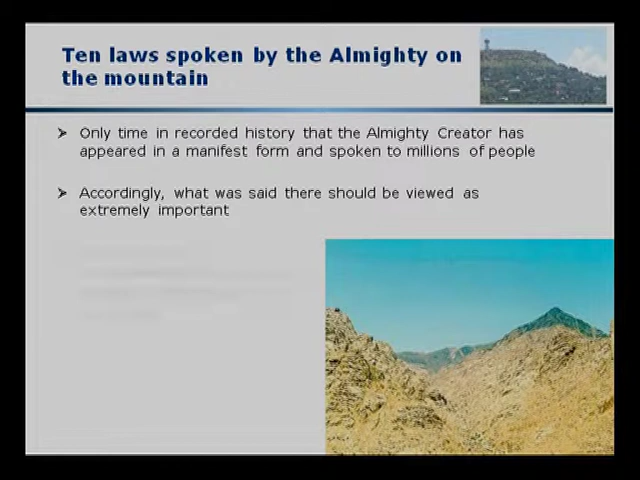 Ten laws spoken by the Almighty on
the mountain
Only time in recorded history that the Almighty Creator has
appeared in a manifest form and spoken to millions of people
Accordingly, what was said there should be viewed as
extremely important